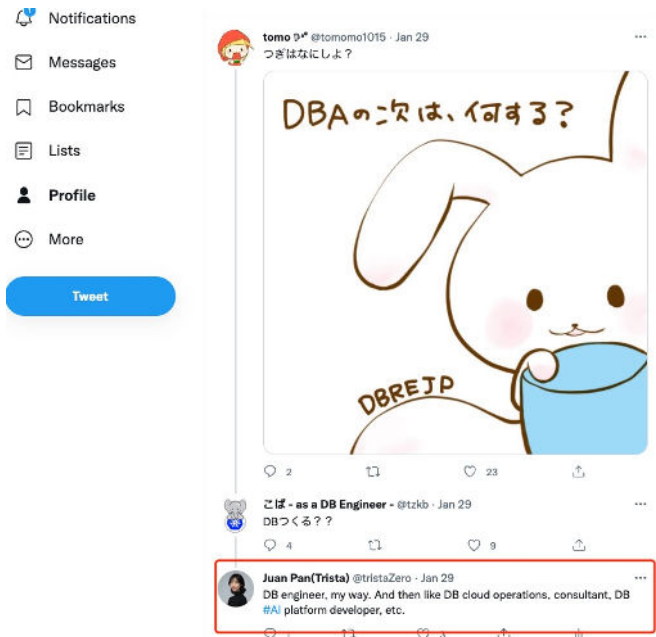 Notifications
Messages
Bookmarks
Lists
Profile
More
Tweet
tomo @tomomo1015 · Jan 29
つぎはなにしよ？
DBAの次は、何する？
DBREJP
2 23
こば - as a DB Engineer - @tzkb · Jan 29
DBつくる？？
4 9
Juan Pan(Trista) @tristaZero · Jan 29
DB engineer, my way. And then like DB cloud operations, consultant, DB
#AI platform developer, etc.